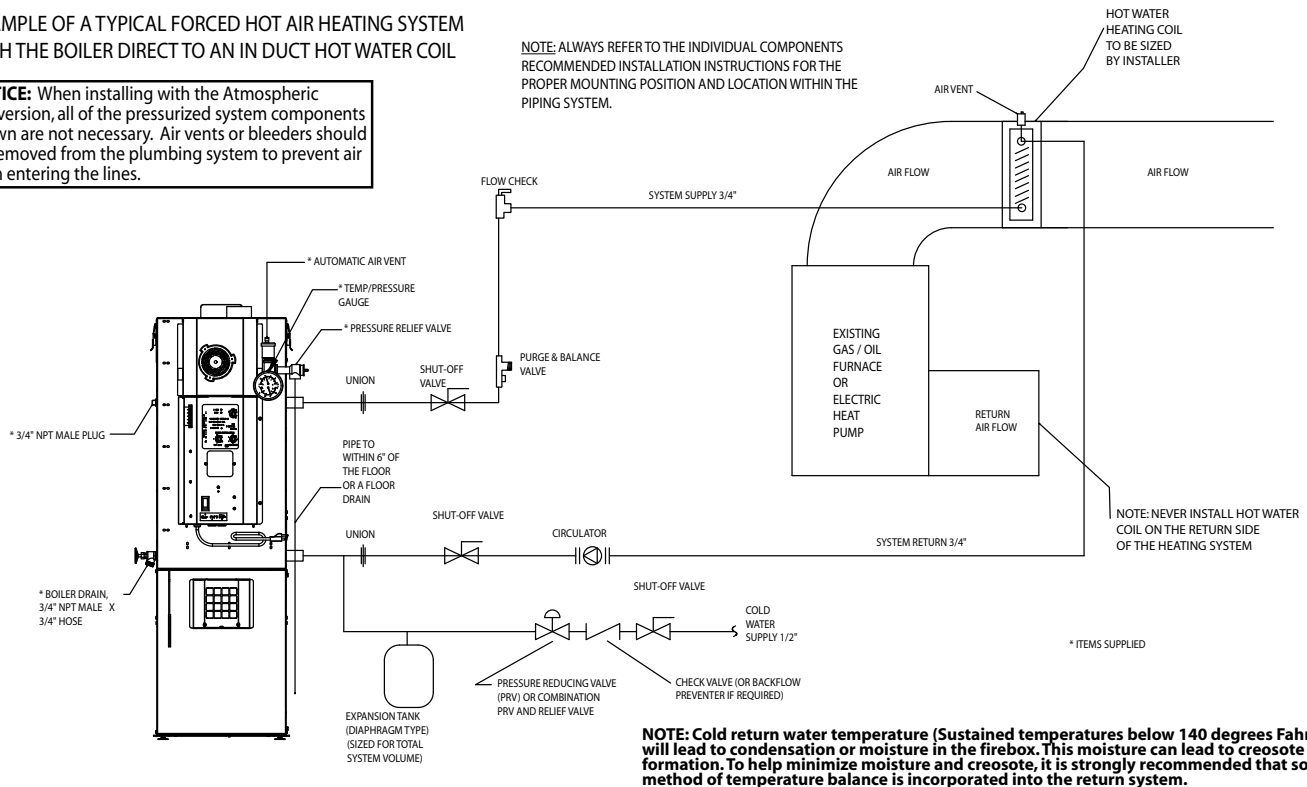 AMPLE OF A TYPICAL FORCED HOT AIR HEATING SYSTEM
H THE BOILER DIRECT TO AN IN DUCT HOT WATER COIL
TICE: When installing with the Atmospheric
version, all of the pressurized system components
wn are not necessary. Air vents or bleeders should
emoved from the plumbing system to prevent air
n entering the lines.
NOTE: ALWAYS REFER TO THE INDIVIDUAL COMPONENTS
RECOMMENDED INSTALLATION INSTRUCTIONS FOR THE
PROPER MOUNTING POSITION AND LOCATION WITHIN THE
PIPING SYSTEM.
HOT WATER
HEATING COIL
TO BE SIZED
BY INSTALLER
AIR VENT
AIR FLOW
AIR FLOW
FLOW CHECK
SYSTEM SUPPLY 3/4"
* AUTOMATIC AIR VENT
* TEMP/PRESSURE
GAUGE
* PRESSURE RELIEF VALVE
UNION
SHUT-OFF
VALVE
PURGE & BALANCE
VALVE
EXISTING
GAS / OIL
FURNACE
OR
ELECTRIC
HEAT
PUMP
RETURN
AIR FLOW
* 3/4" NPT MALE PLUG
PIPE TO
WITHIN 6" OF
THE FLOOR
OR A FLOOR
DRAIN
UNION
SHUT-OFF VALVE
CIRCULATOR
SYSTEM RETURN 3/4"
NOTE: NEVER INSTALL HOT WATER
COIL ON THE RETURN SIDE
OF THE HEATING SYSTEM
* BOILER DRAIN,
3/4" NPT MALE X
3/4" HOSE
SHUT-OFF VALVE
COLD
WATER
SUPPLY 1/2"
* ITEMS SUPPLIED
EXPANSION TANK
(DIAPHRAGM TYPE)
(SIZED FOR TOTAL
SYSTEM VOLUME)
PRESSURE REDUCING VALVE
(PRV) OR COMBINATION
PRV AND RELIEF VALVE
CHECK VALVE (OR BACKFLOW
PREVENTER IF REQUIRED)
NOTE: Cold return water temperature (Sustained temperatures below 140 degrees Fahr
will lead to condensation or moisture in the firebox. This moisture can lead to creosote
formation. To help minimize moisture and creosote, it is strongly recommended that so
method of temperature balance is incorporated into the return system.